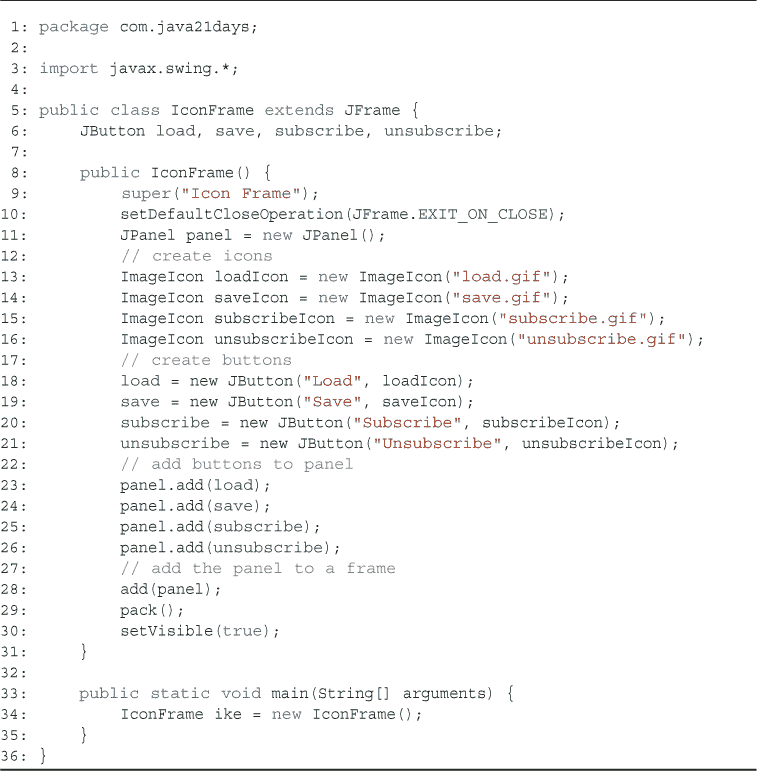 1: package com.java21days;
2:
3: import javax.swing.*;
4:
5: public class IconFrame extends JFrame {
6:     JButton load, save, subscribe, unsubscribe;
7:
8:     public IconFrame() {
9:         super("Icon Frame");
10:         setDefaultCloseOperation(JFrame.EXIT_ON_CLOSE);
11:         JPanel panel = new JPanel();
12:         // create icons
13:         ImageIcon loadIcon = new ImageIcon("load.gif");
14:         ImageIcon saveIcon = new ImageIcon("save.gif");
15:         ImageIcon subscribeIcon = new ImageIcon("subscribe.gif");
16:         ImageIcon unsubscribeIcon = new ImageIcon("unsubscribe.gif");
17:         // create buttons
18:         load = new JButton("Load", loadIcon);
19:         save = new JButton("Save", saveIcon);
20:         subscribe = new JButton("Subscribe", subscribeIcon);
21:         unsubscribe = new JButton("Unsubscribe", unsubscribeIcon);
22:         // add buttons to panel
23:         panel.add(load);
24:         panel.add(save);
25:         panel.add(subscribe);
26:         panel.add(unsubscribe);
27:         // add the panel to a frame
28:         add(panel);
29:         pack();
30:         setVisible(true);
31:     }
32:
33:     public static void main(String[] arguments) {
34:         IconFrame ike = new IconFrame();
35:     }
36: }